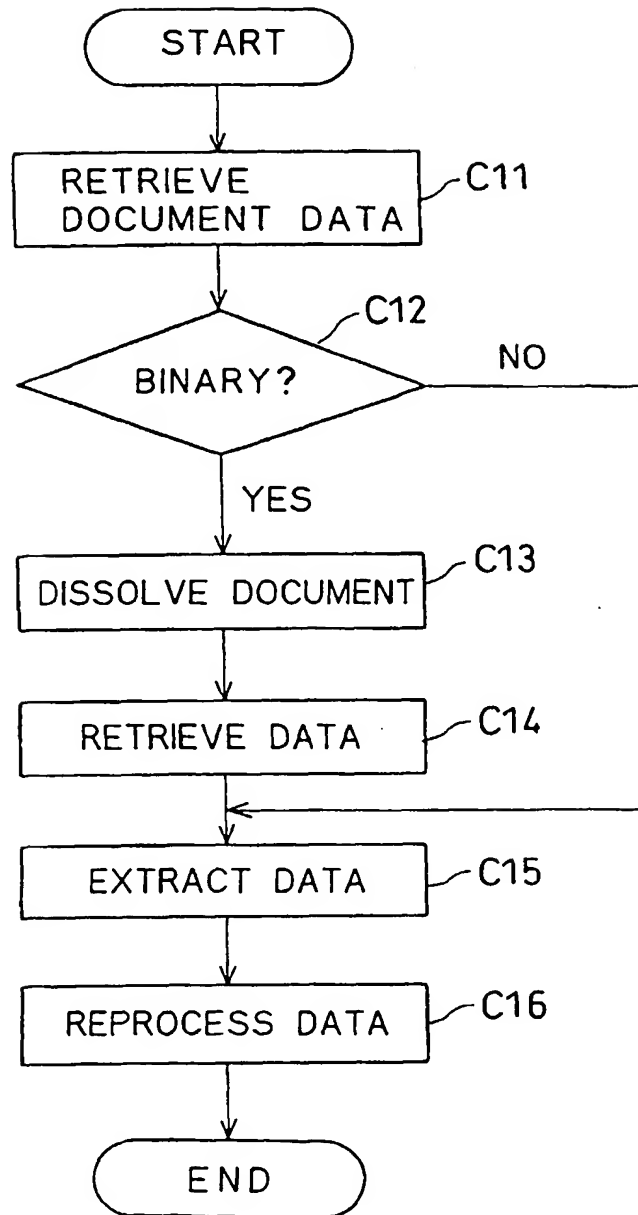 START
RETRIEVE
DOCUMENT DATA
C11
C12
BINARY?
NO
YES
C13
DISSOLVE DOCUMENT
RETRIEVE DATA
C14
EXTRACT DATA
C15
REPROCESS DATA
C16
END